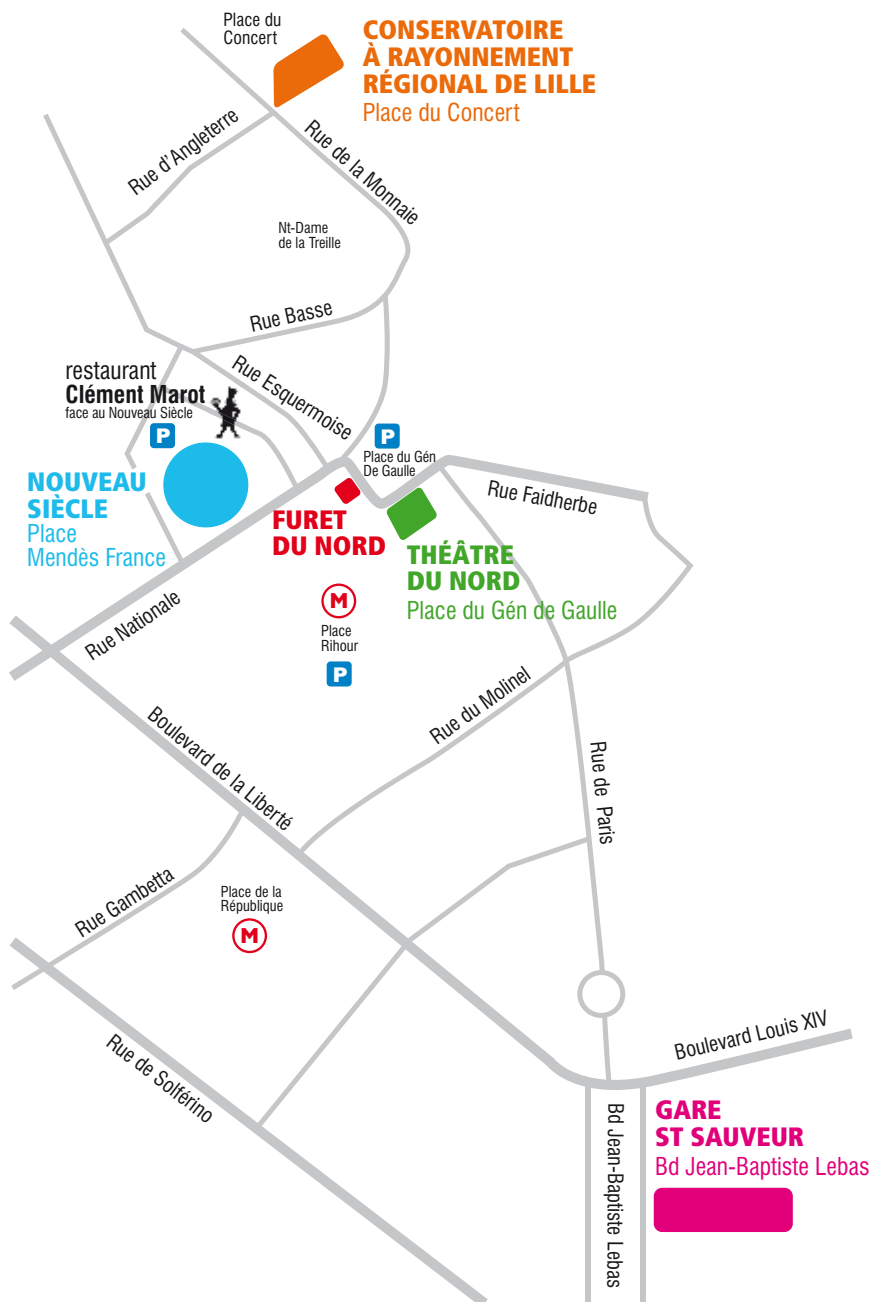 Place du
Concert
CONSERVATOIRE
À RAYONNEMENT
RÉGIONAL DE LILLE
Place du Concert
Rue d'Angleterre
Rue de la Monnaie
Nt-Dame
de la Treille
Rue Basse
Rue Esquermoise
restaurant
Clément Marot
face au Nouveau Siècle
P
P
Place du Gén
De Gaulle
NOUVEAU
SIÈCLE
Place
Mendès France
FURET
DU NORD
Rue Faidherbe
THÉÂTRE
DU NORD
Place du Gén de Gaulle
M
Place
Rihour
P
Rue Nationale
Rue du Molinel
Boulevard de la Liberté
Rue de Paris
Rue Gambetta
Place de la
République
M
Rue de Solférino
Boulevard Louis XIV
Bd Jean-Baptiste Lebas
GARE
ST SAUVEUR
Bd Jean-Baptiste Lebas